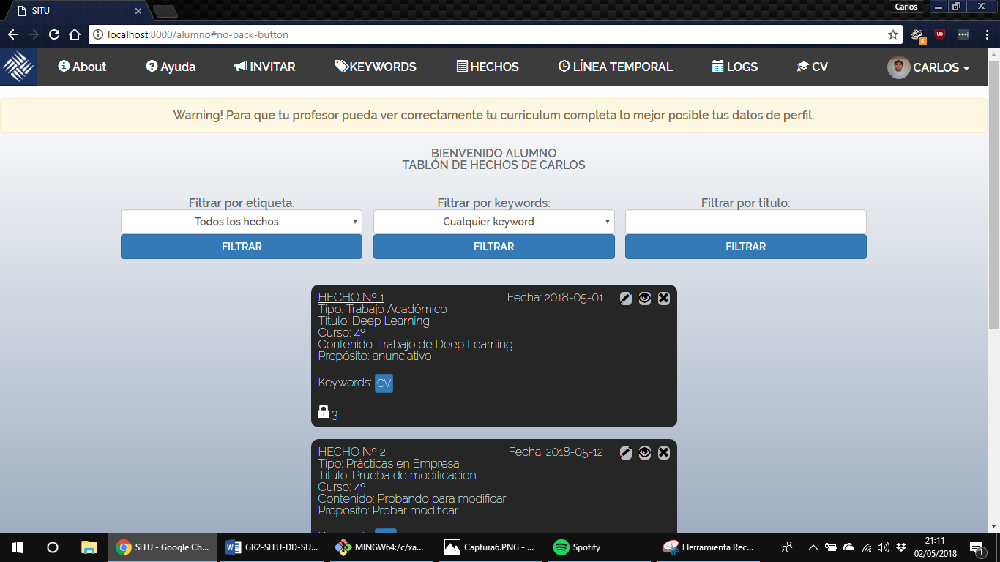 SITU
Carlos
localhost:8000/alumno#no-back-button
5
About Ayuda INVITAR KEYWORDS HECHOS LÍNEA TEMPORAL LOGS CV CARLOS
Warning! Para que tu profesor pueda ver correctamente tu curriculum completa lo mejor posible tus datos de perfil.
BIENVENIDO ALUMNO
TABLÓN DE HECHOS DE CARLOS
Filtrar por etiqueta: Filtrar por keywords: Filtrar por título:
Todos los hechos Cualquier keyword
FILTRAR FILTRAR FILTRAR
HECHO Nº 1 Fecha: 2018-05-01
Tipo: Trabajo Académico
Título: Deep Learning
Curso: 4º
Contenido: Trabajo de Deep Learning
Propósito: anunciativo
Keywords: CV
3
HECHO Nº 2 Fecha: 2018-05-12
Tipo: Prácticas en Empresa
Título: Prueba de modificacion
Curso: 4º
Contenido: Probando para modificar
Propósito: Probar modificar
SITU - Google Ch... GR2-SITU-DD-SU... MINGW64:/c/xa... Captura6.PNG - ... Spotify Herramienta Rec... 21:11
02/05/2018 1